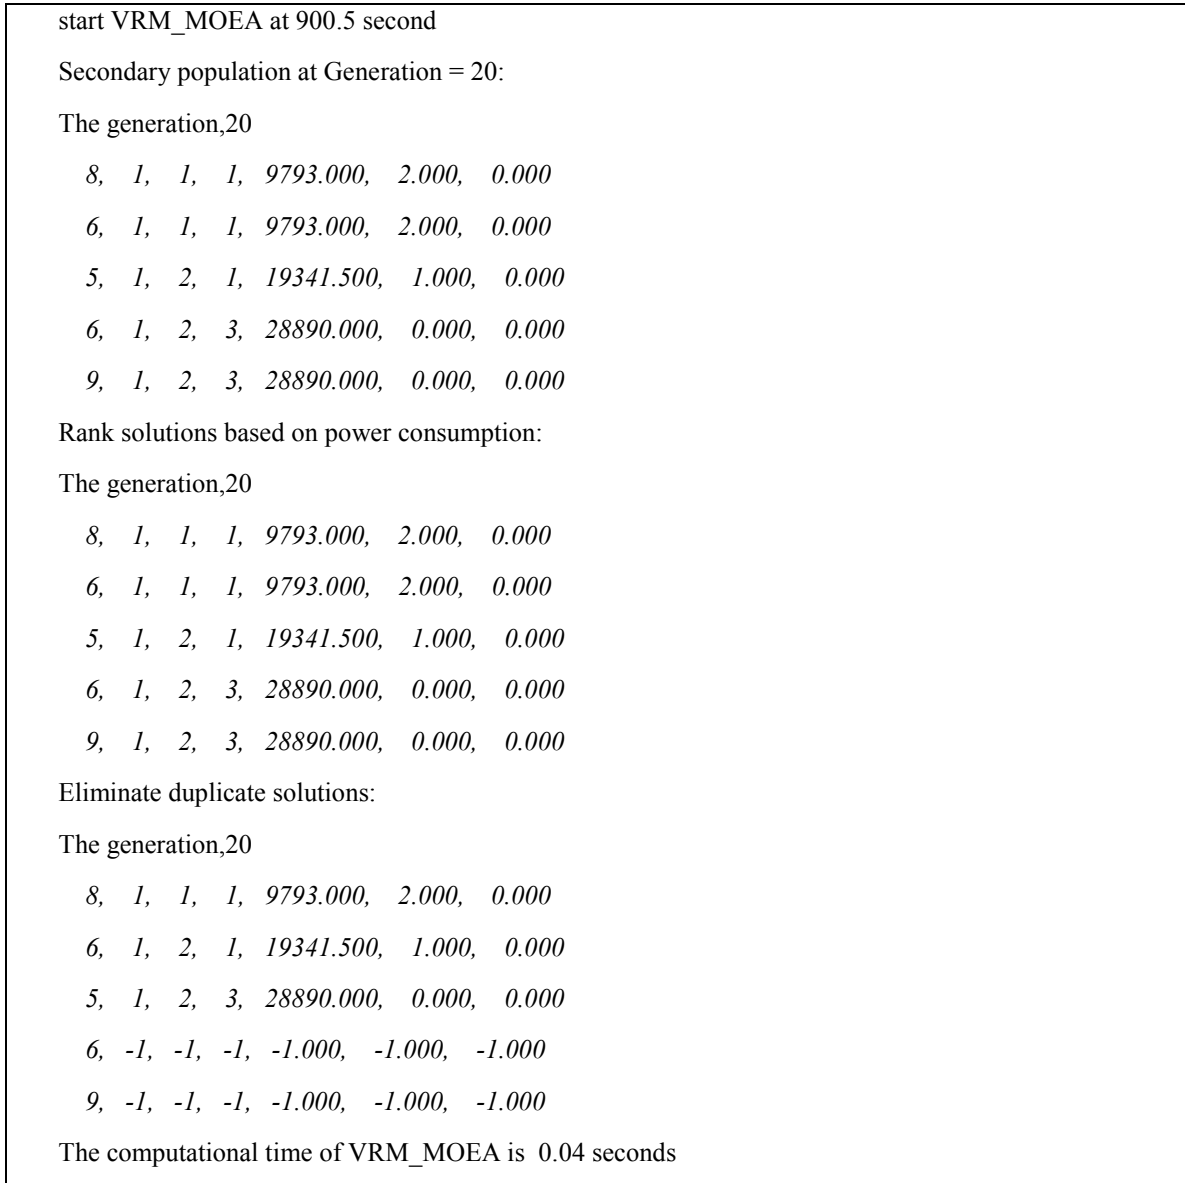 start VRM_MOEA at 900.5 second
Secondary population at Generation = 20:
The generation,20
8, 1, 1, 1, 9793.000, 2.000, 0.000
6, 1, 1, 1, 9793.000, 2.000, 0.000
5, 1, 2, 1, 19341.500, 1.000, 0.000
6, 1, 2, 3, 28890.000, 0.000, 0.000
9, 1, 2, 3, 28890.000, 0.000, 0.000
Rank solutions based on power consumption:
The generation,20
8, 1, 1, 1, 9793.000, 2.000, 0.000
6, 1, 1, 1, 9793.000, 2.000, 0.000
5, 1, 2, 1, 19341.500, 1.000, 0.000
6, 1, 2, 3, 28890.000, 0.000, 0.000
9, 1, 2, 3, 28890.000, 0.000, 0.000
Eliminate duplicate solutions:
The generation,20
8, 1, 1, 1, 9793.000, 2.000, 0.000
6, 1, 2, 1, 19341.500, 1.000, 0.000
5, 1, 2, 3, 28890.000, 0.000, 0.000
6, -1, -1, -1, -1.000, -1.000, -1.000
9, -1, -1, -1, -1.000, -1.000, -1.000
The computational time of VRM_MOEA is 0.04 seconds